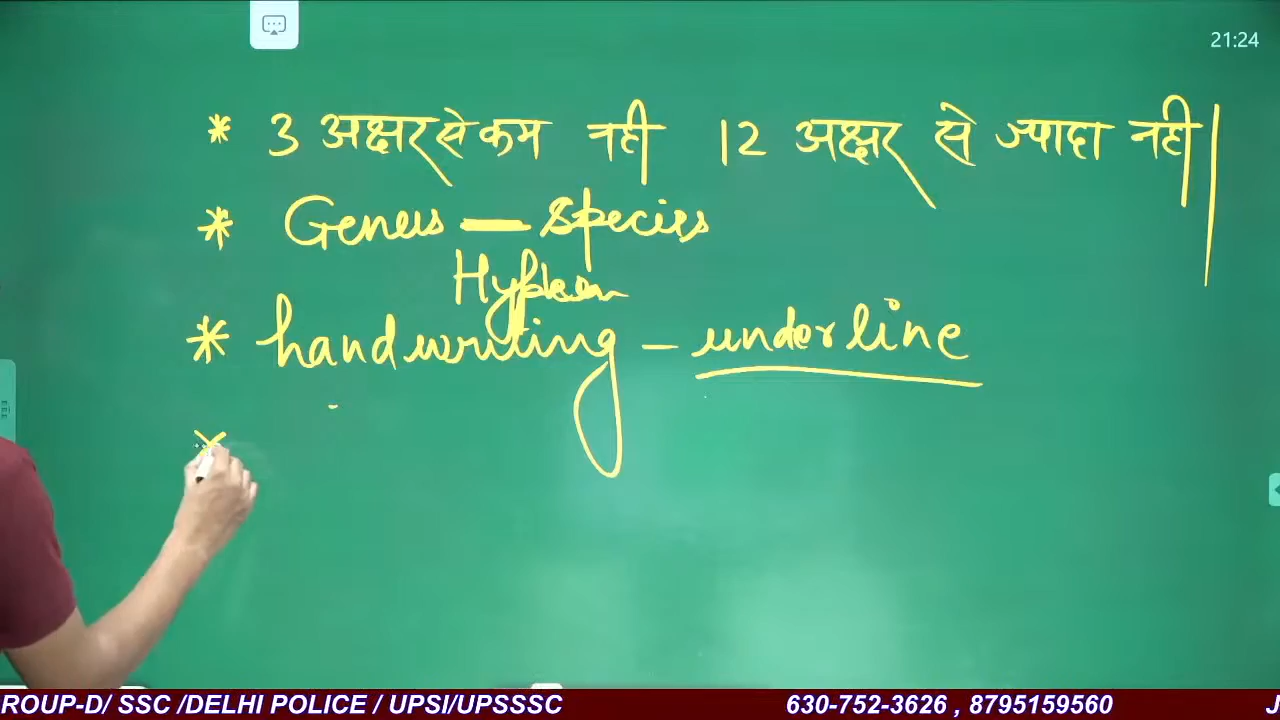 21:24
* 3 अक्षर से कम नही 12 अक्षर से ज्यादा नही |
* Genus — species
Hyphen
* handwriting – underline
ROUP-D/ SSC /DELHI POLICE / UPSI/UPSSSC 630-752-3626 , 8795159560 J